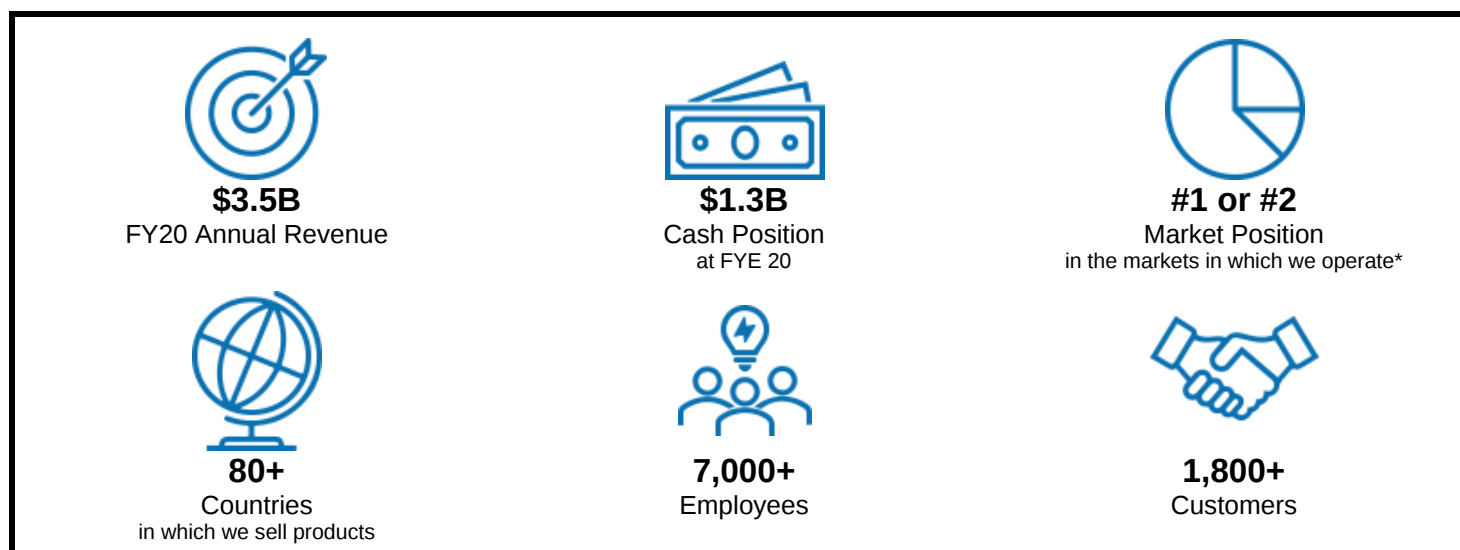 $3.5B
FY20 Annual Revenue
$1.3B
Cash Position
at FYE 20
#1 or #2
Market Position
in the markets in which we operate*
80+
Countries
in which we sell products
7,000+
Employees
1,800+
Customers